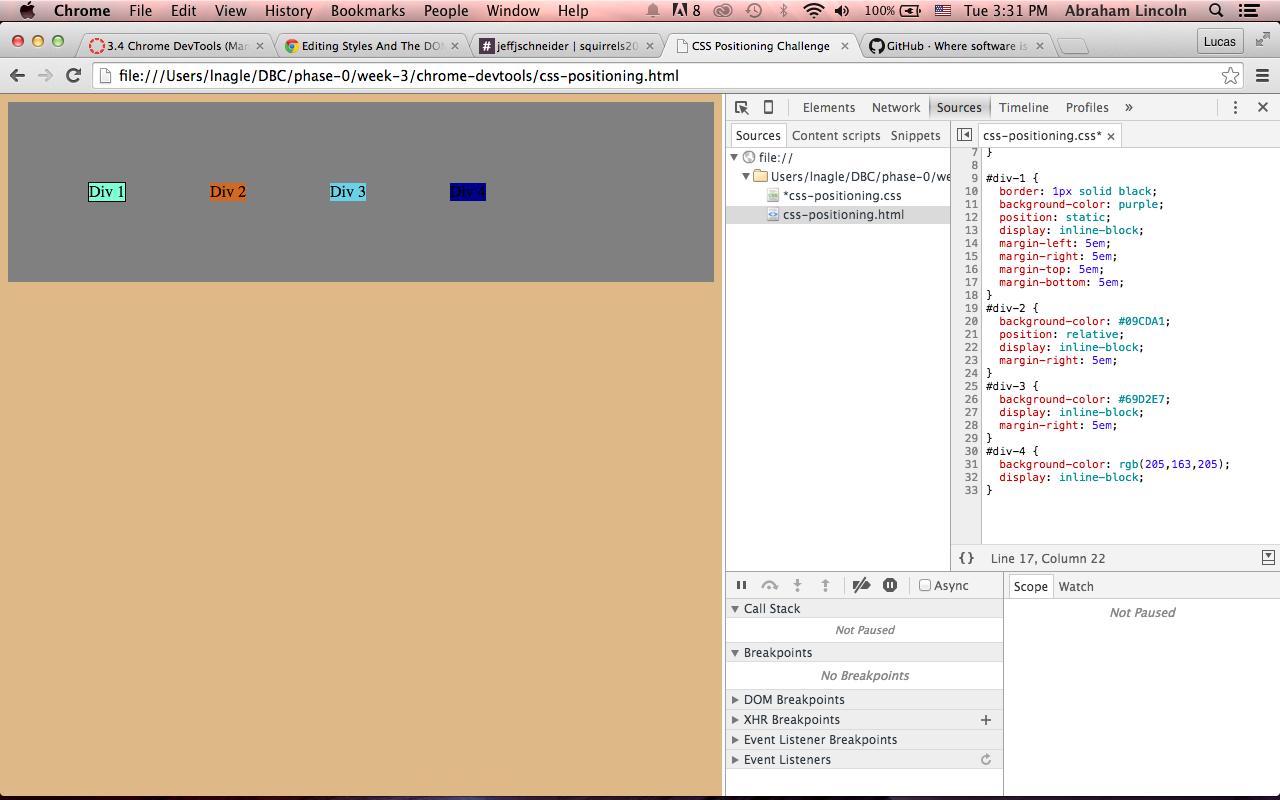 Chrome File Edit View History Bookmarks People Window Help 8 100% Tue 3:31 PM Abraham Lincoln
3.4 Chrome DevTools (Mar Editing Styles And The DOM jeffjschneider | squirrels20 CSS Positioning Challenge GitHub · Where software is Lucas
file:///Users/lnagle/DBC/phase-0/week-3/chrome-devtools/css-positioning.html
Div 1 Div 2 Div 3 Div 4
Elements Network Sources Timeline Profiles »
Sources Content scripts Snippets
css-positioning.css*
file://
Users/lnagle/DBC/phase-0/we
*css-positioning.css
css-positioning.html
7 }
8
9 #div-1 {
10 border: 1px solid black;
11 background-color: purple;
12 position: static;
13 display: inline-block;
14 margin-left: 5em;
15 margin-right: 5em;
16 margin-top: 5em;
17 margin-bottom: 5em;
18 }
19 #div-2 {
20 background-color: #09CDA1;
21 position: relative;
22 display: inline-block;
23 margin-right: 5em;
24 }
25 #div-3 {
26 background-color: #69D2E7;
27 display: inline-block;
28 margin-right: 5em;
29 }
30 #div-4 {
31 background-color: rgb(205,163,205);
32 display: inline-block;
33 }
{} Line 17, Column 22
Async
Call Stack
Not Paused
Breakpoints
No Breakpoints
DOM Breakpoints
XHR Breakpoints +
Event Listener Breakpoints
Event Listeners
Scope Watch
Not Paused